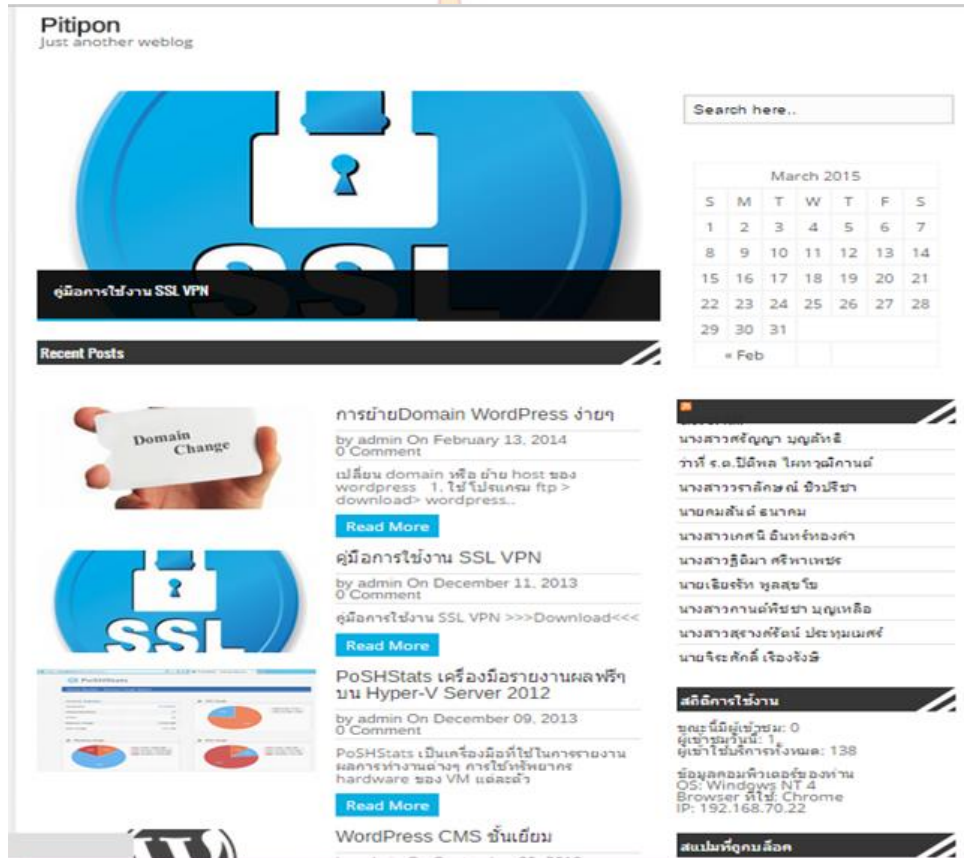 Pitipon
Just another weblog
SSL
คู่มือการใช้งาน SSL VPN
Search here..
March 2015
S M T W T F S
1 2 3 4 5 6 7
8 9 10 11 12 13 14
15 16 17 18 19 20 21
22 23 24 25 26 27 28
29 30 31
« Feb
Recent Posts
Domain
Change
การย้ายDomain WordPress ง่ายๆ
by admin On February 13, 2014
0 Comment
เปลี่ยน domain หรือ ย้าย host ของ
wordpress 1. ใช้โปรแกรม ftp >
download> wordpress..
Read More
SSL
คู่มือการใช้งาน SSL VPN
by admin On December 11, 2013
0 Comment
คู่มือการใช้งาน SSL VPN >>>Download<<<
Read More
PoSHStats
PoSHStats เครื่องมือรายงานผลฟรีๆ
บน Hyper-V Server 2012
by admin On December 09, 2013
0 Comment
PoSHStats เป็นเครื่องมือที่ใช้ในการรายงาน
ผลการทำงานต่างๆ การใช้ทรัพยากร
hardware ของ VM แต่ละตัว
Read More
WordPress CMS ชั้นเยี่ยม
นางสาวศรัญญา บุญลัทธิ
ว่าที่ ร.ต.ปิติพล
นางสาววราลักษณ์ ชิวปรีชา
นายคมสันต์ ธนาคม
นางสาวเกศนี อินทร์ทองคำ
นางสาวฐิติมา ศรีพาเพชร
นายเธียรรัท พูลสุขโข
นางสาวกานต์พิชชา บุญเหลือ
นางสาวสุรางค์รัตน์ ประทุมเมศร์
นายจิระศักดิ์ เรืองรังษี
สถิติการใช้งาน
ขณะนี้มีผู้เข้าชม: 0
ผู้เข้าชมวันนี้: 1
ผู้เข้าใช้บริการทั้งหมด: 138
ข้อมูลคอมพิวเตอร์ของท่าน
OS: Windows NT 4
Browser ที่ใช้: Chrome
IP: 192.168.70.22
สแปมที่ถูกบล็อค